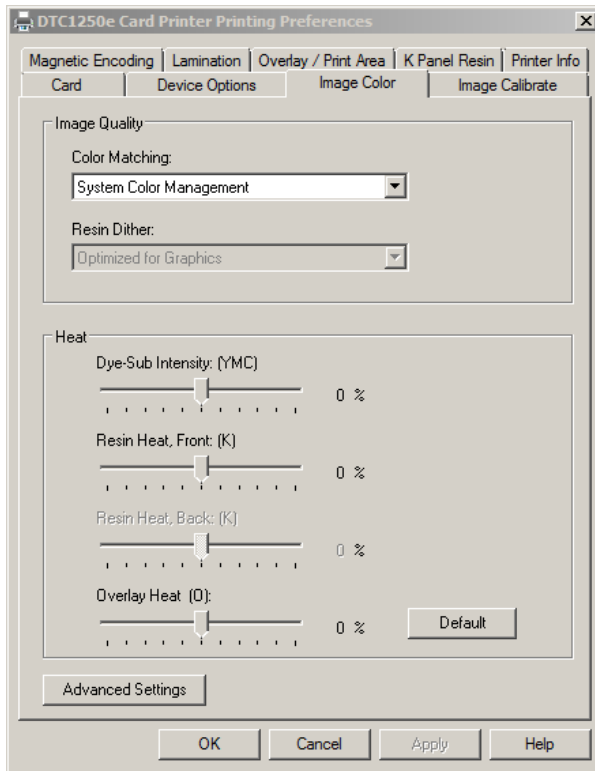 DTC1250e Card Printer Printing Preferences
Magnetic Encoding Lamination Overlay / Print Area K Panel Resin Printer Info
Card Device Options Image Color Image Calibrate
Image Quality
Color Matching:
System Color Management
Resin Dither:
Optimized for Graphics
Heat
Dye-Sub Intensity: (YMC)
0 %
Resin Heat, Front: (K)
0 %
Resin Heat, Back: (K)
0 %
Overlay Heat (O):
0 %
Default
Advanced Settings
OK Cancel Apply Help